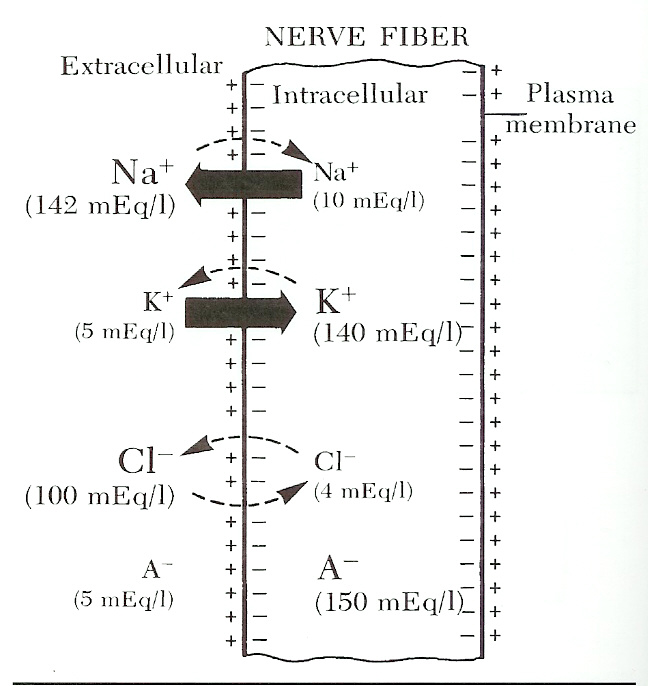 NERVE FIBER
Extracellular
Intracellular
Plasma
membrane
Na⁺
(142 mEq/l)
Na⁺
(10 mEq/l)
K⁺
(5 mEq/l)
K⁺
(140 mEq/l)
Cl⁻
(100 mEq/l)
Cl⁻
(4 mEq/l)
A⁻
(5 mEq/l)
A⁻
(150 mEq/l)